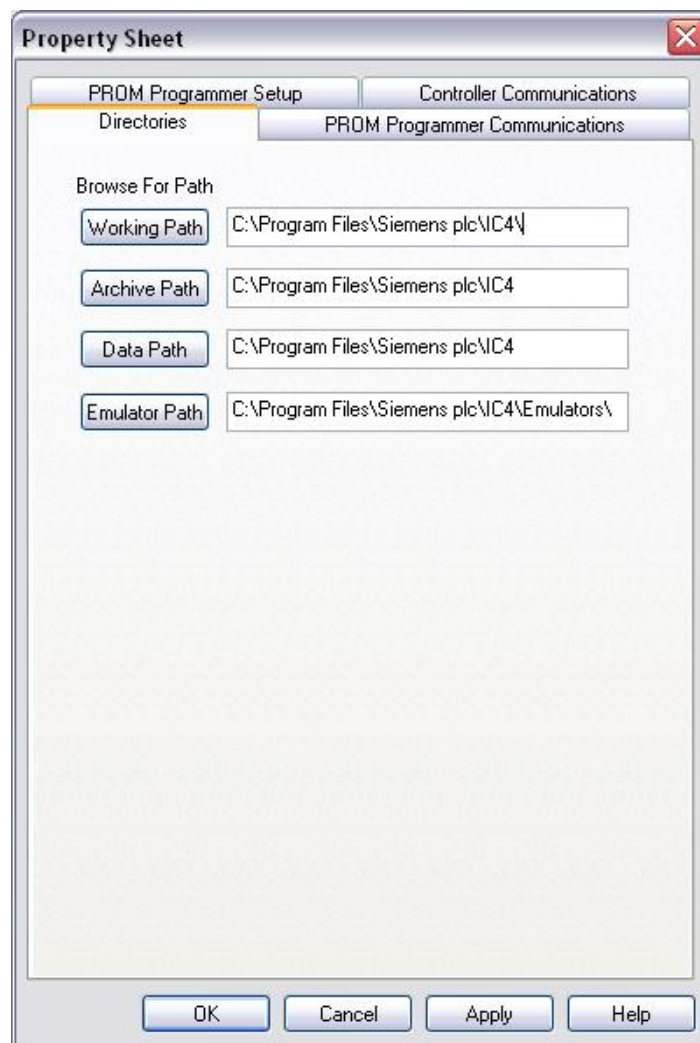 Property Sheet
PROM Programmer Setup
Controller Communications
Directories
PROM Programmer Communications
Browse For Path
Working Path
C:\Program Files\Siemens plc\IC4\
Archive Path
C:\Program Files\Siemens plc\IC4
Data Path
C:\Program Files\Siemens plc\IC4
Emulator Path
C:\Program Files\Siemens plc\IC4\Emulators\
OK
Cancel
Apply
Help